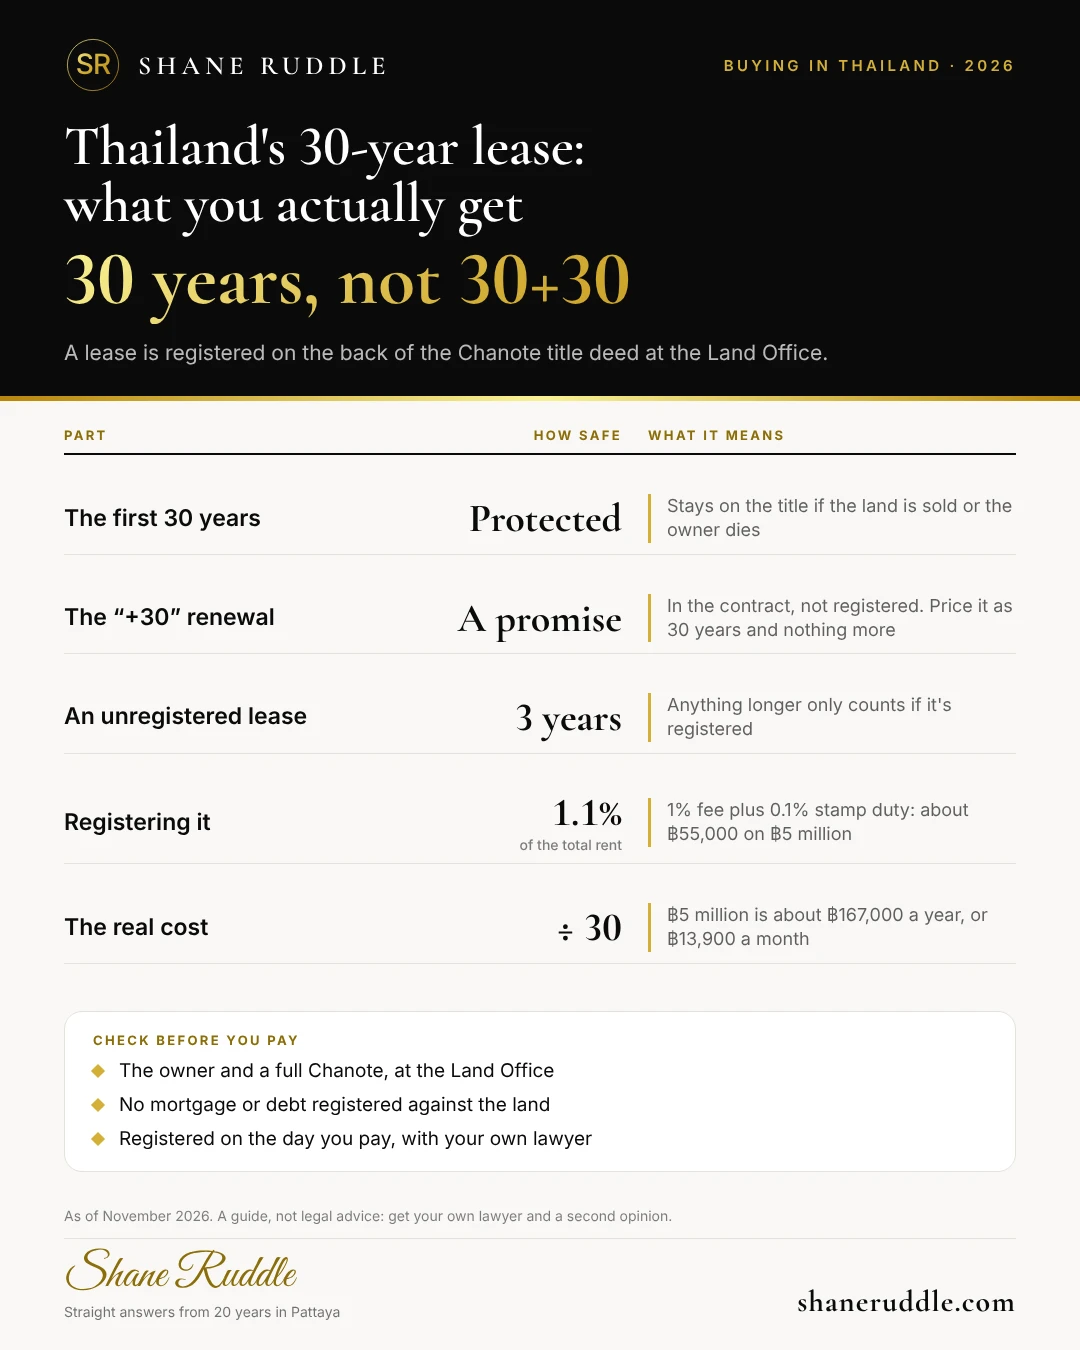 SR
SHANE RUDDLE
BUYING IN THAILAND · 2026
Thailand's 30-year lease:
what you actually get
30 years, not 30+30
A lease is registered on the back of the Chanote title deed at the Land Office.
PART
HOW SAFE
WHAT IT MEANS
The first 30 years
Protected
Stays on the title if the land is sold or the
owner dies
The “+30” renewal
A promise
In the contract, not registered. Price it as
30 years and nothing more
An unregistered lease
3 years
Anything longer only counts if it's
registered
Registering it
1.1%
of the total rent
1% fee plus 0.1% stamp duty: about
฿55,000 on ฿5 million
The real cost
÷ 30
฿5 million is about ฿167,000 a year, or
฿13,900 a month
CHECK BEFORE YOU PAY
The owner and a full Chanote, at the Land Office
No mortgage or debt registered against the land
Registered on the day you pay, with your own lawyer
As of November 2026. A guide, not legal advice: get your own lawyer and a second opinion.
Shane Ruddle
Straight answers from 20 years in Pattaya
shaneruddle.com